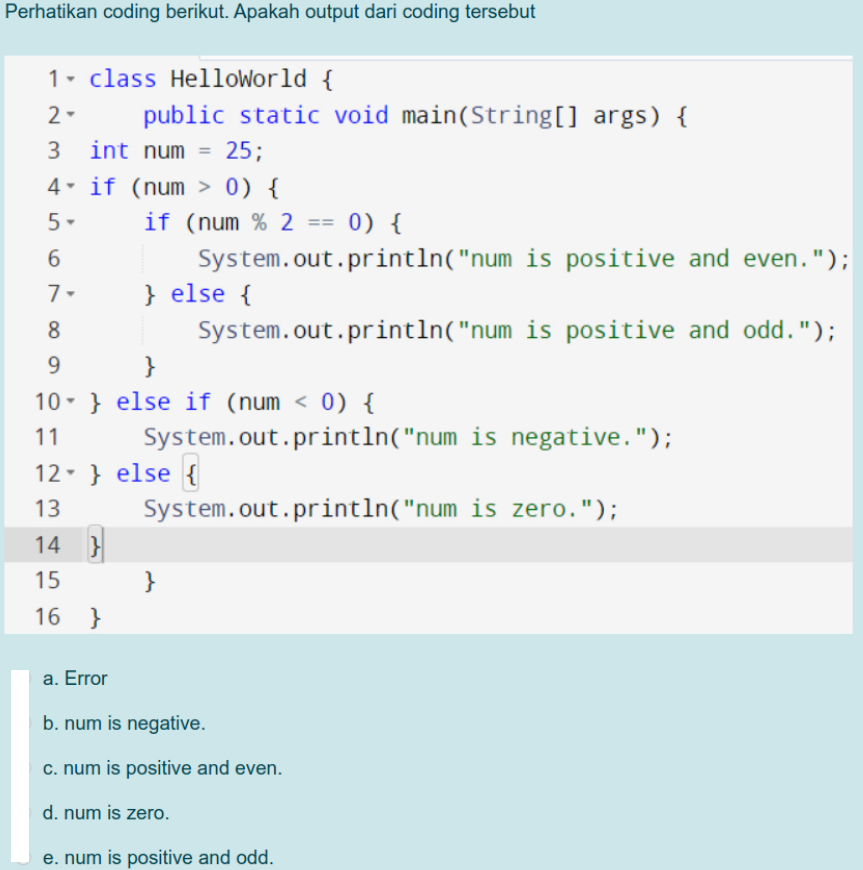 Perhatikan coding berikut. Apakah output dari coding tersebut
1 class HelloWorld {
2 public static void main(String[] args) {
3 int num = 25;
4 if (num > 0) {
5 if (num % 2 == 0) {
6 System.out.println("num is positive and even.");
7 } else {
8 System.out.println("num is positive and odd.");
9 }
10 } else if (num < 0) {
11 System.out.println("num is negative.");
12 } else {
13 System.out.println("num is zero.");
14 }
15 }
16 }
a. Error
b. num is negative.
c. num is positive and even.
d. num is zero.
e. num is positive and odd.